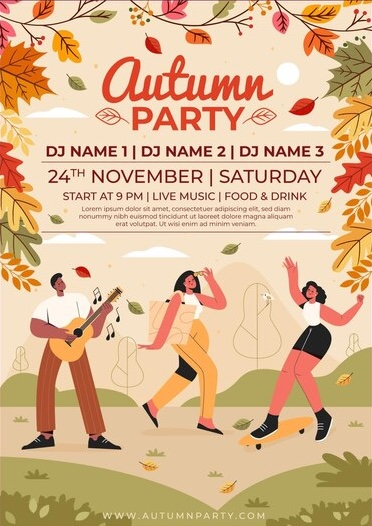 Autumn
PARTY
DJ NAME 1 | DJ NAME 2 | DJ NAME 3
24TH NOVEMBER | SATURDAY
START AT 9 PM | LIVE MUSIC | FOOD & DRINK
Lorem ipsum dolor sit amet, consectetuer adipiscing elit, sed diam
nonummy nibh euismod tincidunt ut laoreet dolore magna aliquam
erat volutpat. Ut wisi enim ad minim veniam.
WWW.AUTUMNPARTY.COM